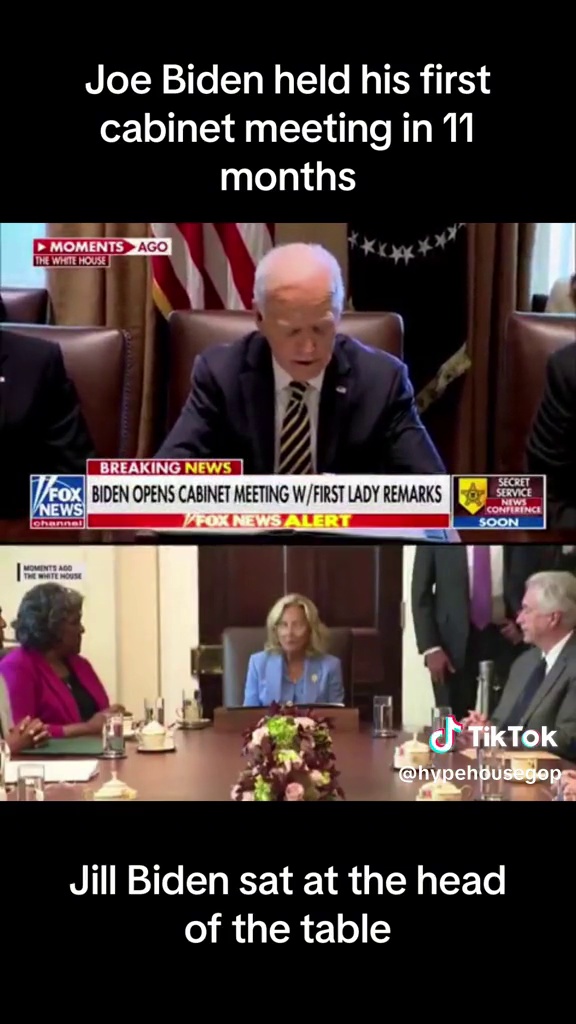 Joe Biden held his first
cabinet meeting in 11
months
MOMENTS AGO
THE WHITE HOUSE
BREAKING NEWS
FOX
NEWS
channel
BIDEN OPENS CABINET MEETING W/FIRST LADY REMARKS
FOX NEWS ALERT
SECRET
SERVICE
NEWS
CONFERENCE
SOON
MOMENTS AGO
THE WHITE HOUSE
TikTok
@hypehousegop
Jill Biden sat at the head
of the table